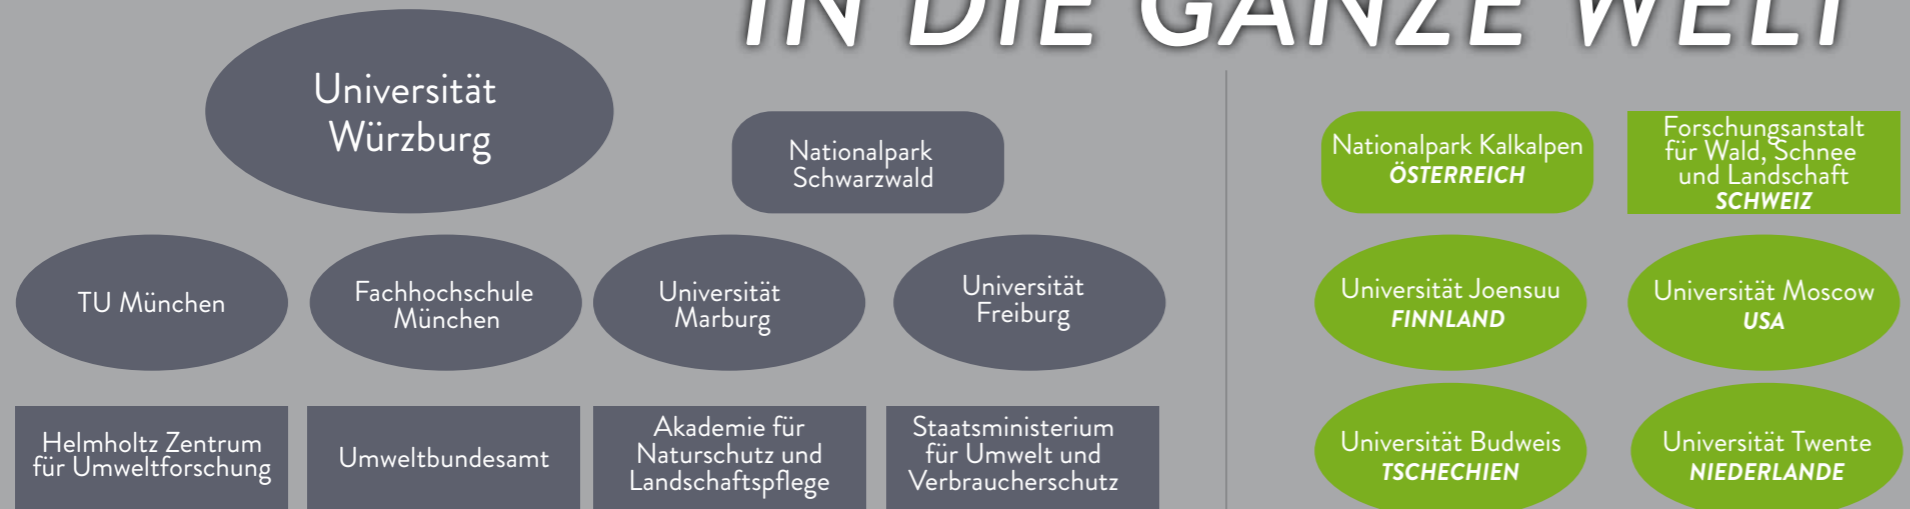 IN DIE GANZE WELT
Universität
Würzburg
Nationalpark
Schwarzwald
TU München
Fachhochschule
München
Universität
Marburg
Universität
Freiburg
Helmholtz Zentrum
für Umweltforschung
Umweltbundesamt
Akademie für
Naturschutz und
Landschaftspflege
Staatsministerium
für Umwelt und
Verbraucherschutz
Nationalpark Kalkalpen
ÖSTERREICH
Forschungsanstalt
für Wald, Schnee
und Landschaft
SCHWEIZ
Universität Joensuu
FINNLAND
Universität Moscow
USA
Universität Budweis
TSCHECHIEN
Universität Twente
NIEDERLANDE